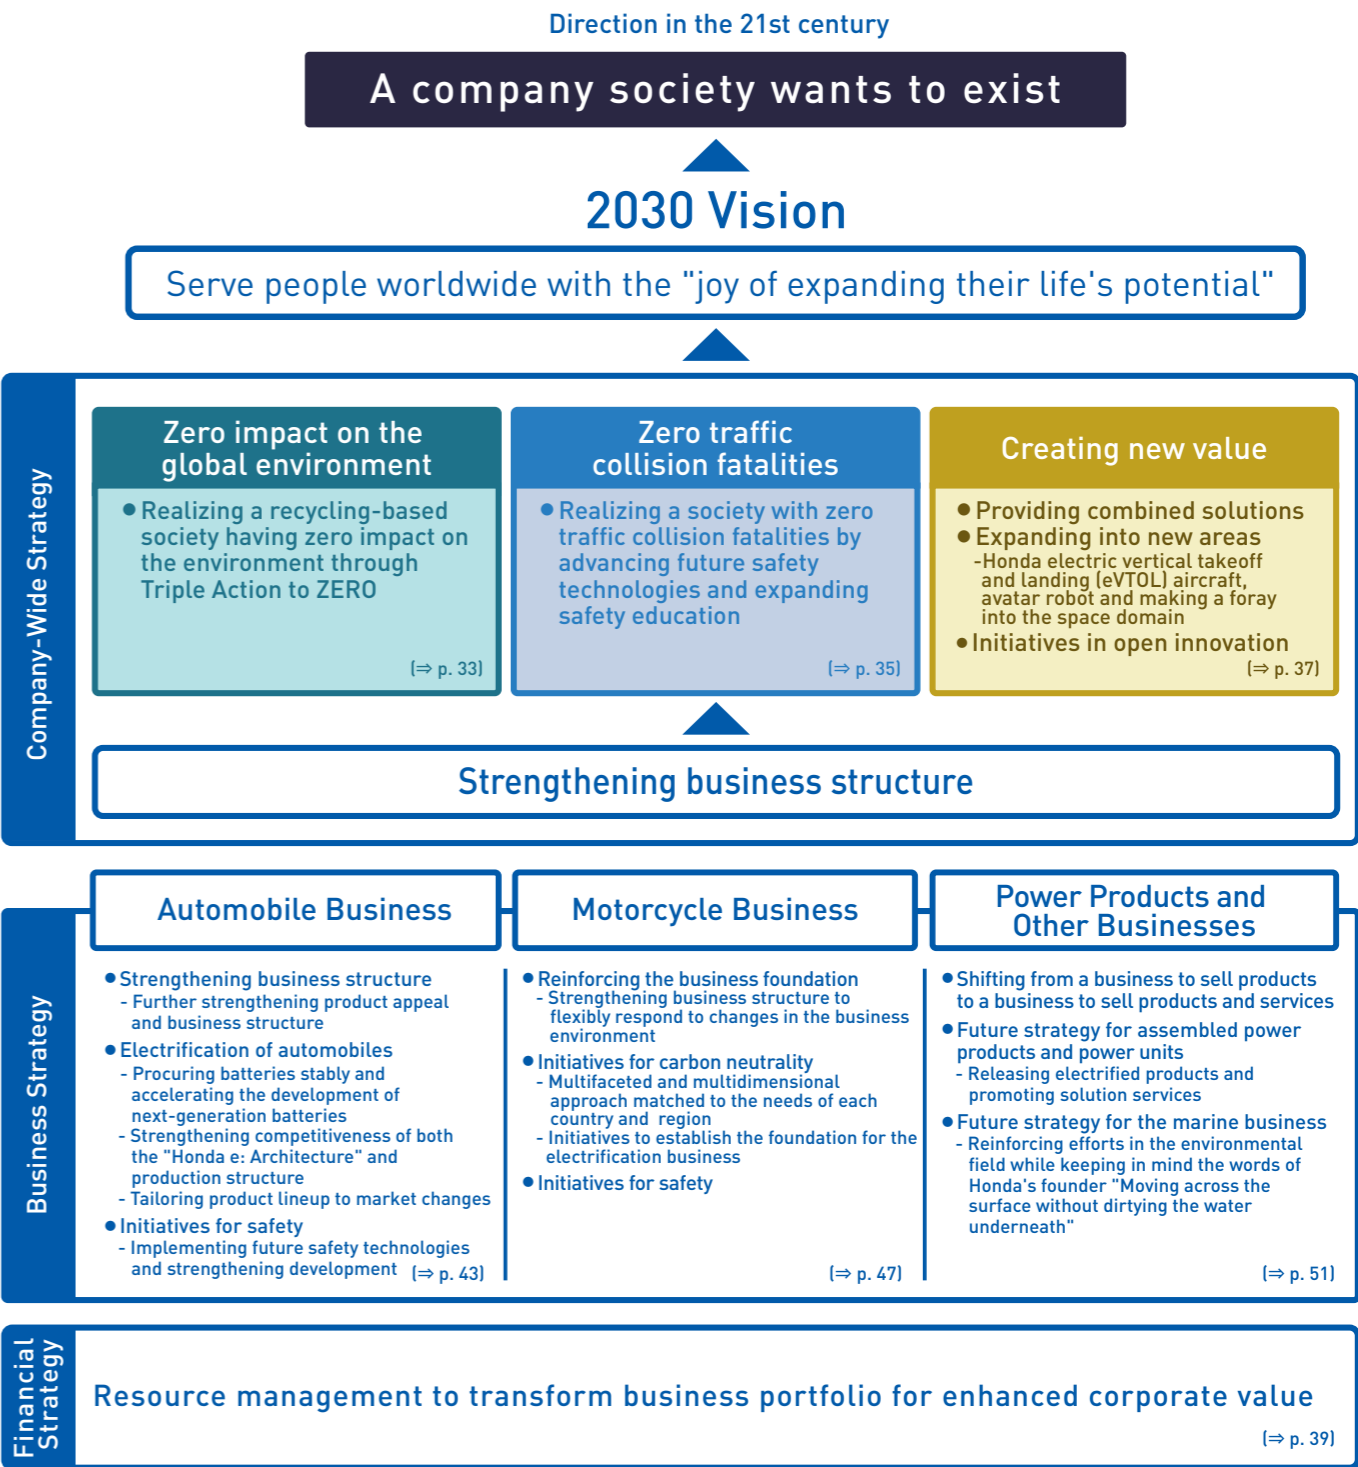 Direction in the 21st century
A company society wants to exist
2030 Vision
Serve people worldwide with the "joy of expanding their life's potential"
Company-Wide Strategy
Zero impact on the
global environment
● Realizing a recycling-based
society having zero impact on
the environment through
Triple Action to ZERO
(⇒ p. 33)
Zero traffic
collision fatalities
● Realizing a society with zero
traffic collision fatalities by
advancing future safety
technologies and expanding
safety education
(⇒ p. 35)
Creating new value
● Providing combined solutions
● Expanding into new areas
-Honda electric vertical takeoff
and landing (eVTOL) aircraft,
avatar robot and making a foray
into the space domain
● Initiatives in open innovation
(⇒ p. 37)
Strengthening business structure
Business Strategy
Automobile Business
● Strengthening business structure
- Further strengthening product appeal
and business structure
● Electrification of automobiles
- Procuring batteries stably and
accelerating the development of
next-generation batteries
- Strengthening competitiveness of both
the "Honda e: Architecture" and
production structure
- Tailoring product lineup to market changes
● Initiatives for safety
- Implementing future safety technologies
and strengthening development (⇒ p. 43)
Motorcycle Business
● Reinforcing the business foundation
- Strengthening business structure to
flexibly respond to changes in the business
environment
● Initiatives for carbon neutrality
- Multifaceted and multidimensional
approach matched to the needs of each
country and region
- Initiatives to establish the foundation for the
electrification business
● Initiatives for safety
(⇒ p. 47)
Power Products and
Other Businesses
● Shifting from a business to sell products
to a business to sell products and services
● Future strategy for assembled power
products and power units
- Releasing electrified products and
promoting solution services
● Future strategy for the marine business
- Reinforcing efforts in the environmental
field while keeping in mind the words of
Honda's founder "Moving across the
surface without dirtying the water
underneath"
(⇒ p. 51)
Financial
Strategy
Resource management to transform business portfolio for enhanced corporate value
(⇒ p. 39)